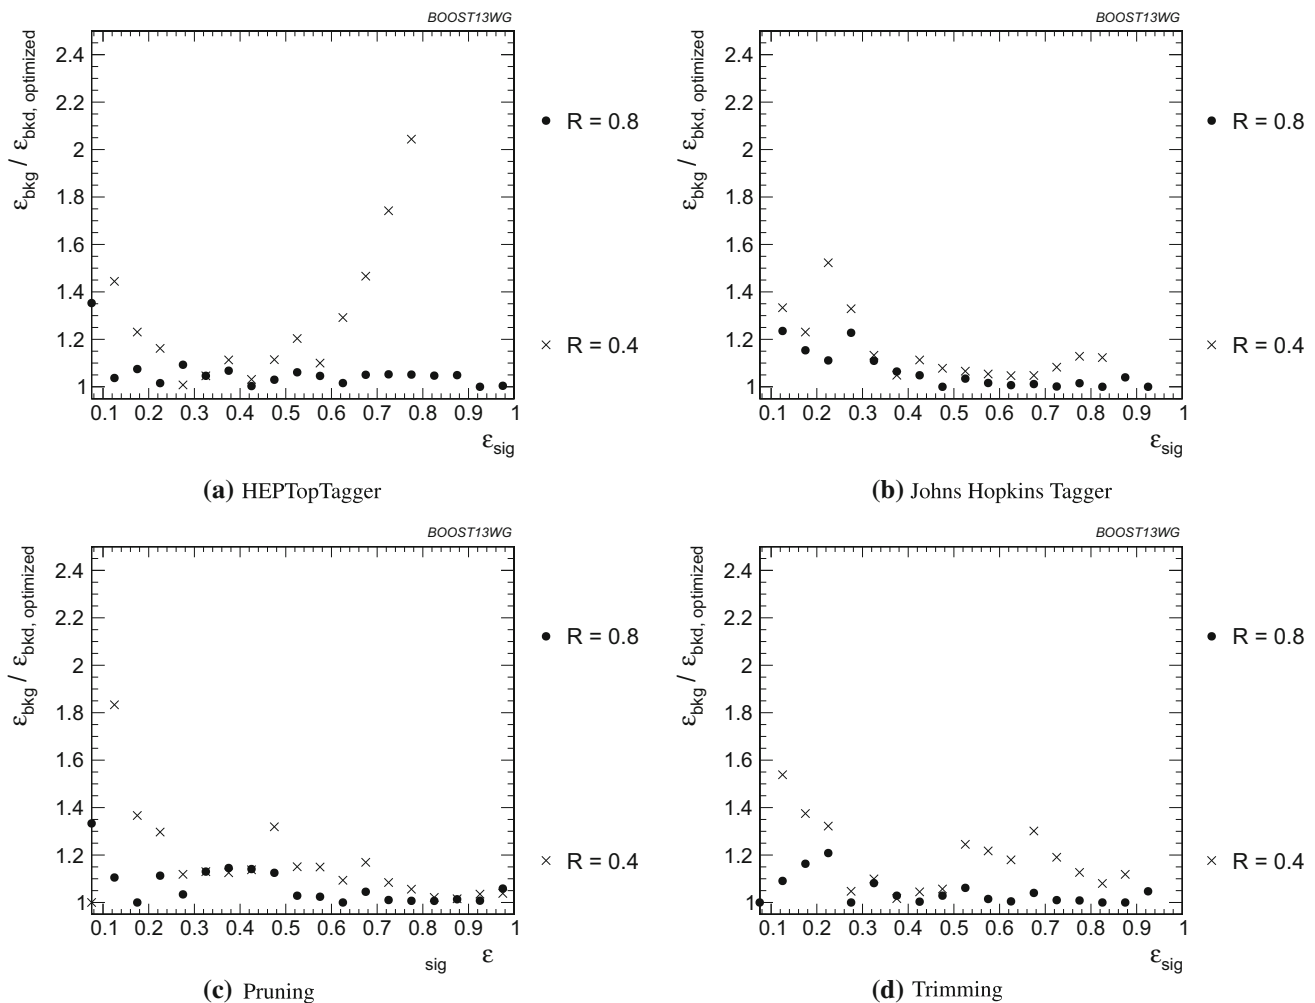 BOOST13WG
ε_bkg / ε_bkd, optimized
2.4
2.2
2
1.8
1.6
1.4
1.2
1
0.1 0.2 0.3 0.4 0.5 0.6 0.7 0.8 0.9 1
ε_sig
R = 0.8
R = 0.4
(a) HEPTopTagger
BOOST13WG
ε_bkg / ε_bkd, optimized
2.4
2.2
2
1.8
1.6
1.4
1.2
1
0.1 0.2 0.3 0.4 0.5 0.6 0.7 0.8 0.9 1
ε_sig
R = 0.8
R = 0.4
(b) Johns Hopkins Tagger
BOOST13WG
ε_bkg / ε_bkd, optimized
2.4
2.2
2
1.8
1.6
1.4
1.2
1
0.1 0.2 0.3 0.4 0.5 0.6 0.7 0.8 0.9 1
sig ε
R = 0.8
R = 0.4
(c) Pruning
BOOST13WG
ε_bkg / ε_bkd, optimized
2.4
2.2
2
1.8
1.6
1.4
1.2
1
0.1 0.2 0.3 0.4 0.5 0.6 0.7 0.8 0.9 1
ε_sig
R = 0.8
R = 0.4
(d) Trimming